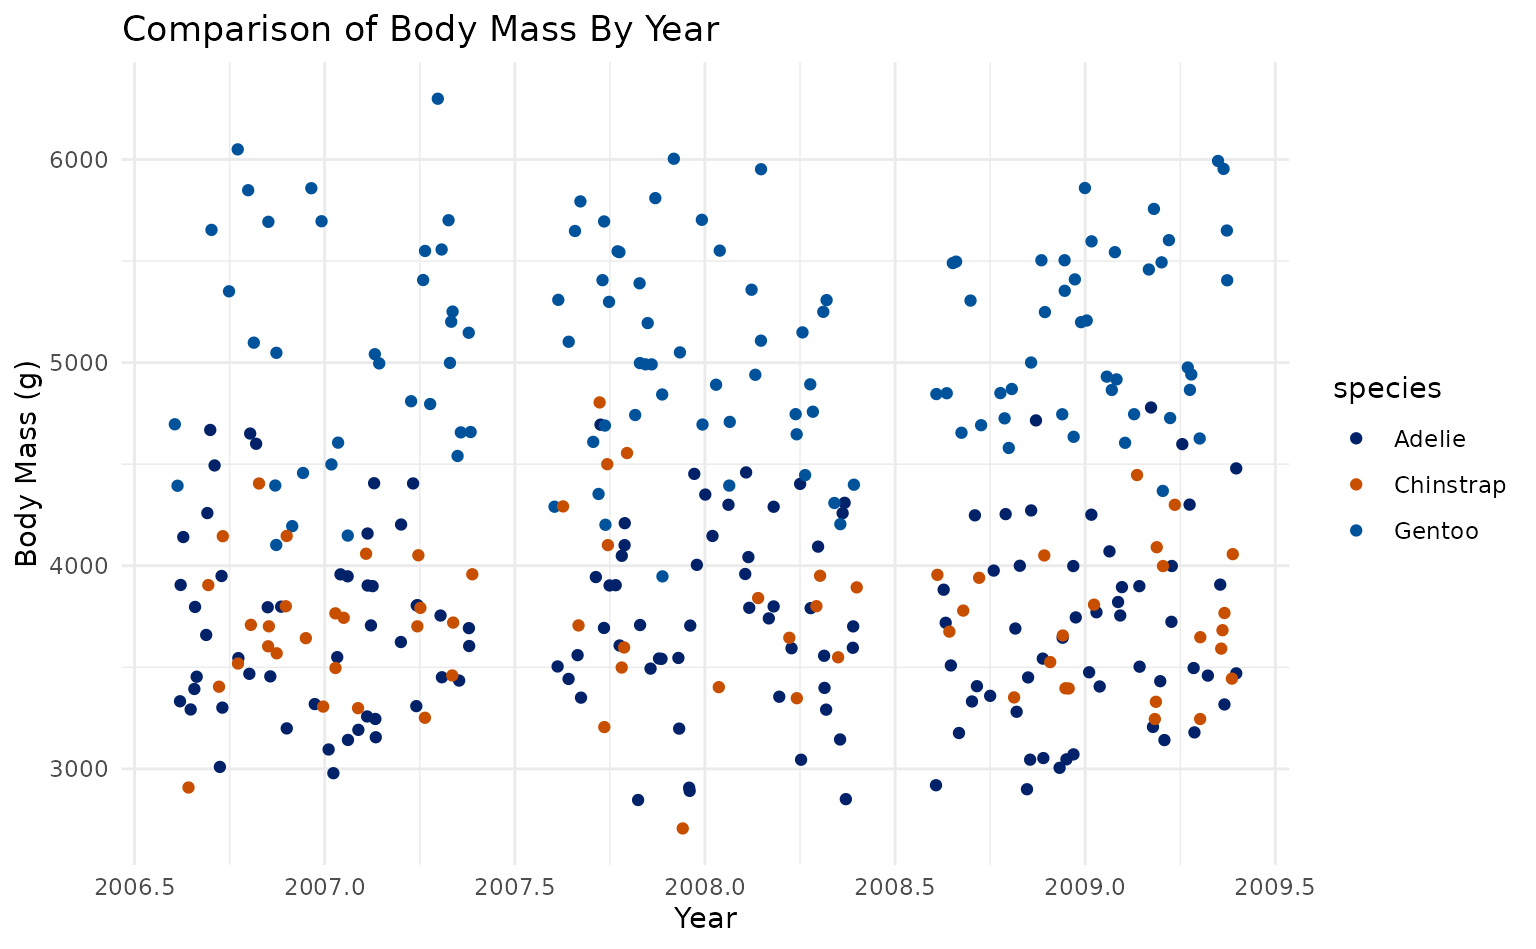 Comparison of Body Mass By Year
6000
5000
4000
3000
Body Mass (g)
2006.5 2007.0 2007.5 2008.0 2008.5 2009.0 2009.5
Year
species
Adelie
Chinstrap
Gentoo